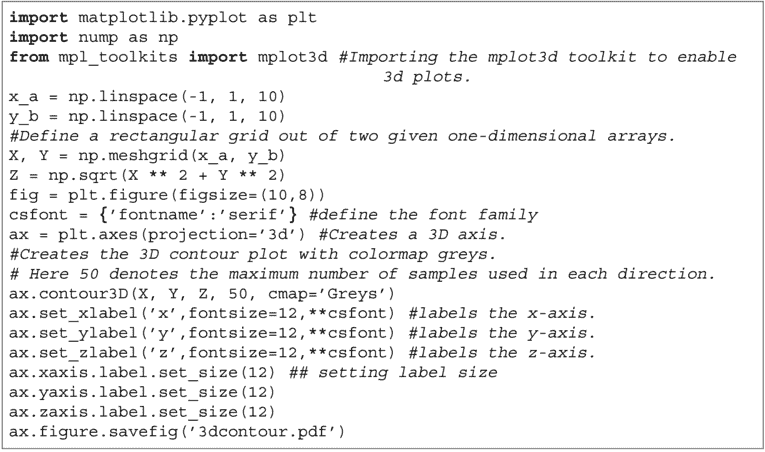 import matplotlib.pyplot as plt
import nump as np
from mpl_toolkits import mplot3d #Importing the mplot3d toolkit to enable
3d plots.
x_a = np.linspace(-1, 1, 10)
y_b = np.linspace(-1, 1, 10)
#Define a rectangular grid out of two given one-dimensional arrays.
X, Y = np.meshgrid(x_a, y_b)
Z = np.sqrt(X ** 2 + Y ** 2)
fig = plt.figure(figsize=(10,8))
csfont = {’fontname’:’serif’} #define the font family
ax = plt.axes(projection=’3d’) #Creates a 3D axis.
#Creates the 3D contour plot with colormap greys.
# Here 50 denotes the maximum number of samples used in each direction.
ax.contour3D(X, Y, Z, 50, cmap=’Greys’)
ax.set_xlabel(’x’,fontsize=12,**csfont) #labels the x-axis.
ax.set_ylabel(’y’,fontsize=12,**csfont) #labels the y-axis.
ax.set_zlabel(’z’,fontsize=12,**csfont) #labels the z-axis.
ax.xaxis.label.set_size(12) ## setting label size
ax.yaxis.label.set_size(12)
ax.zaxis.label.set_size(12)
ax.figure.savefig(’3dcontour.pdf’)